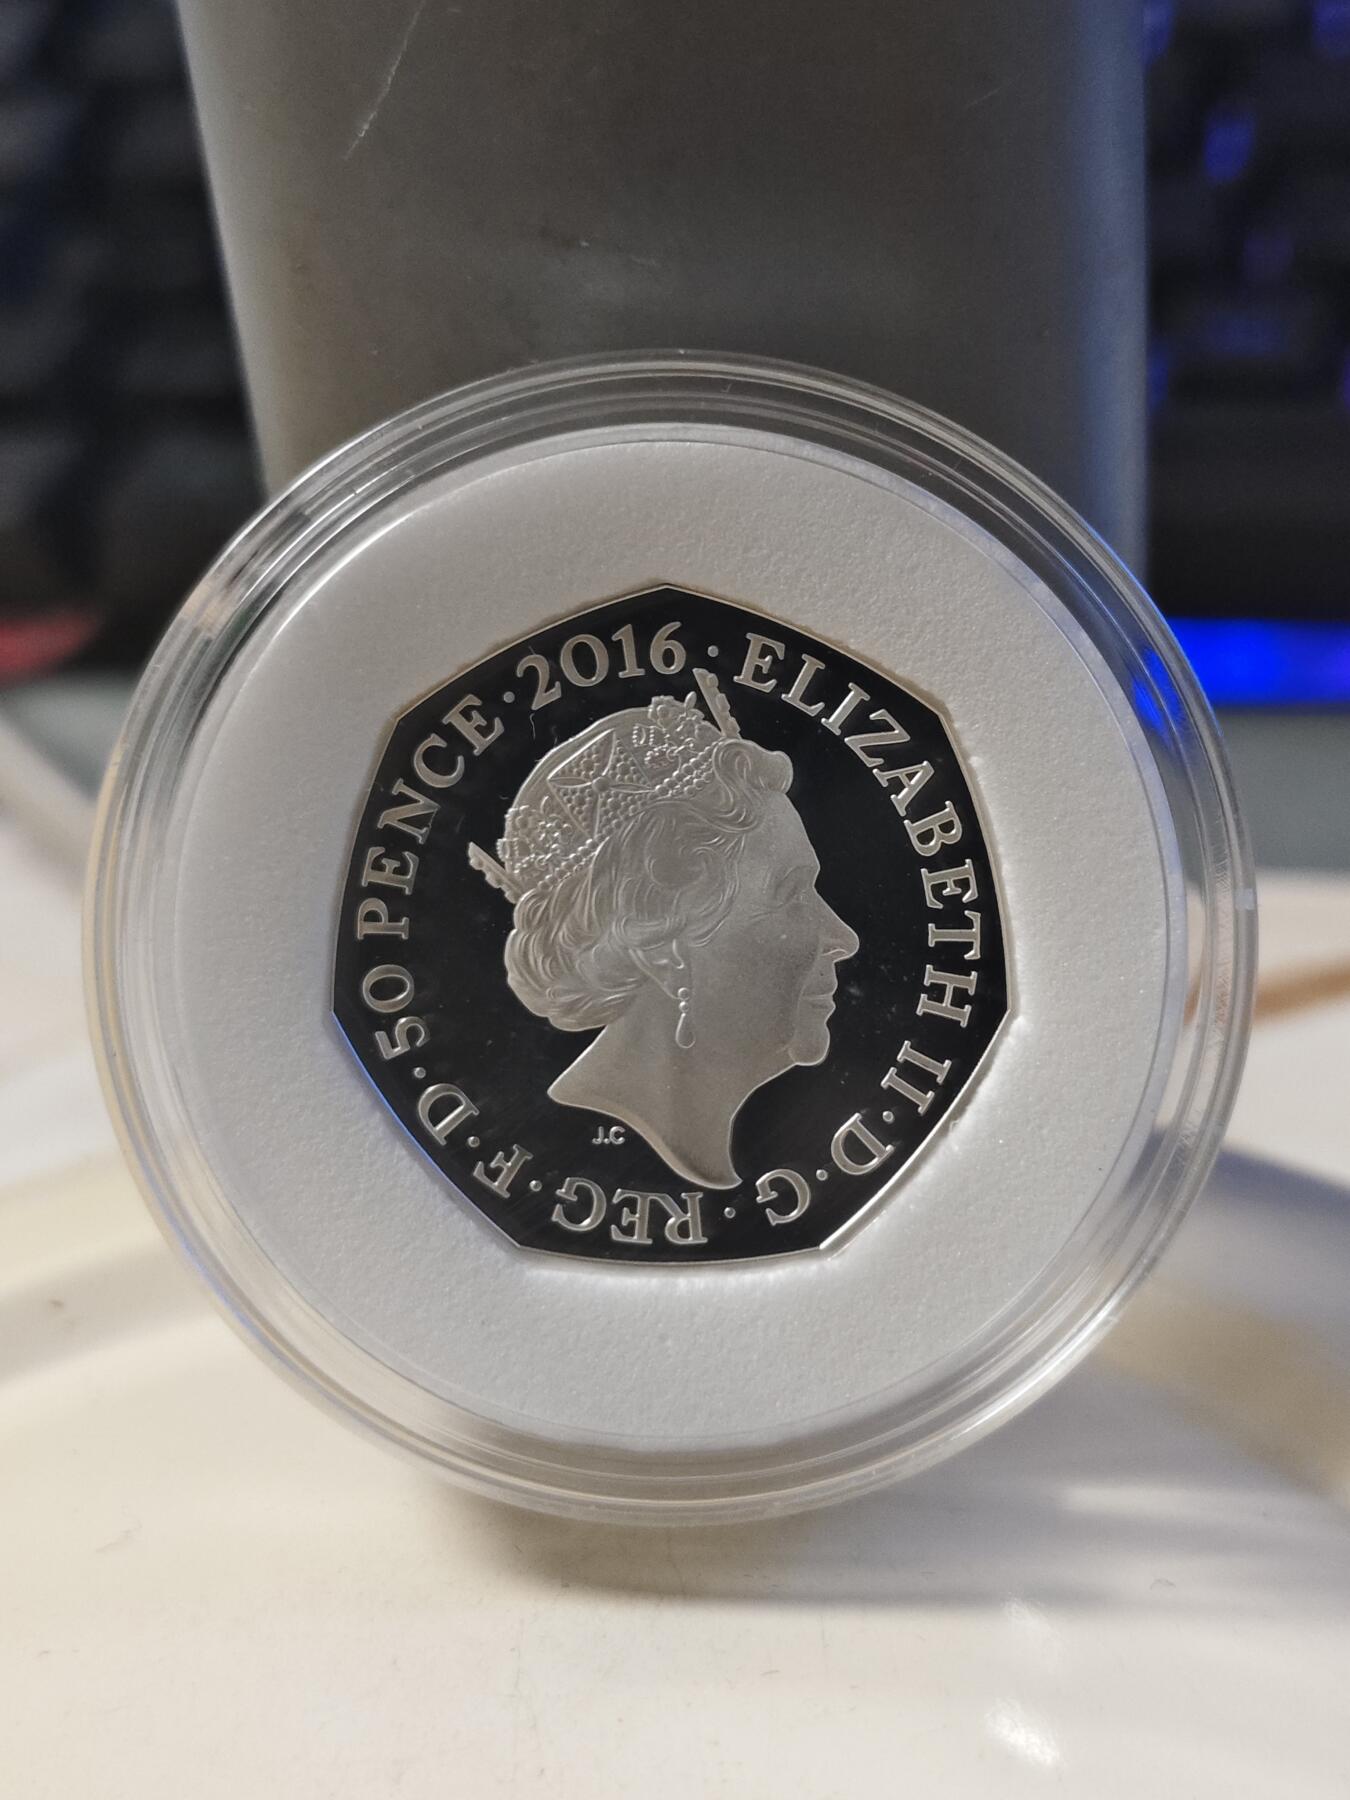 ELIZABETH II · D · G · REG · F · D · 50 PENCE · 2016 ·
J.C